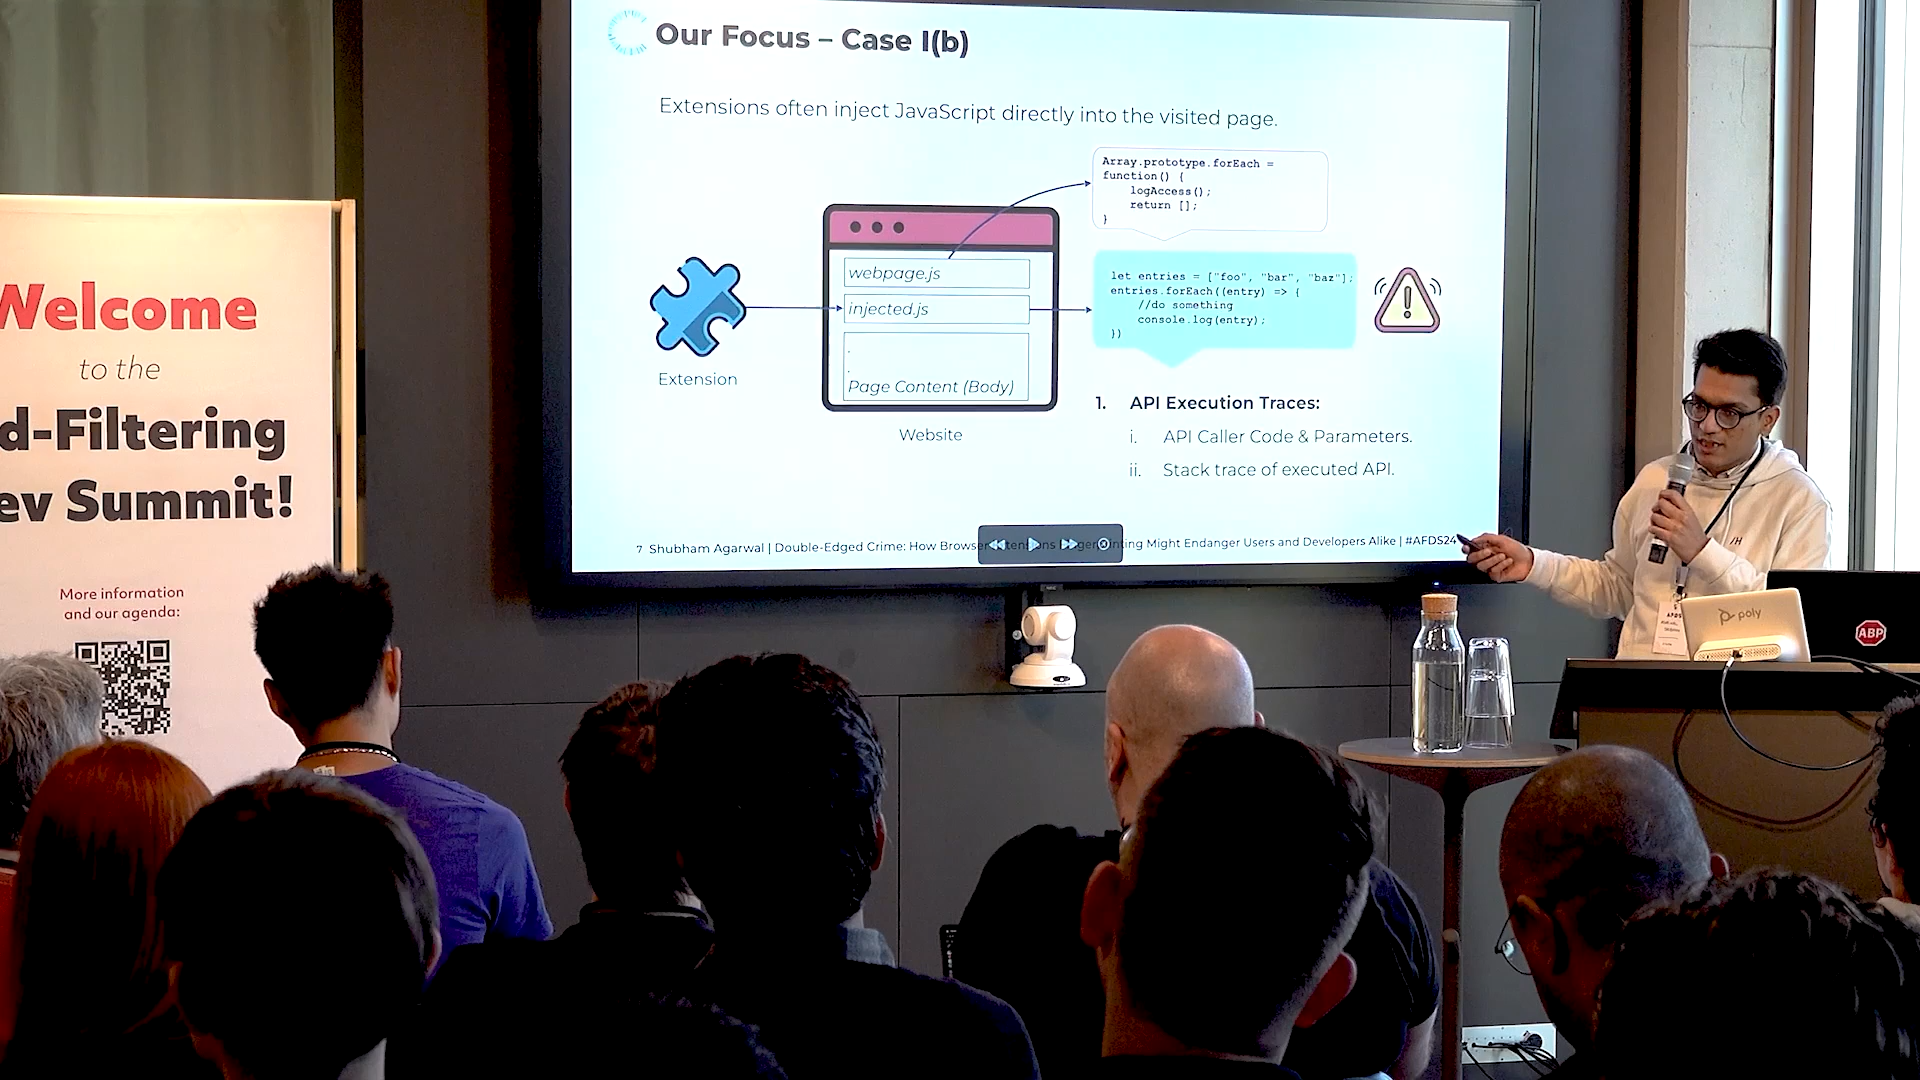 Our Focus – Case I(b)
Extensions often inject JavaScript directly into the visited page.
Array.prototype.forEach =
function() {
logAccess();
return [];
}
webpage.js
injected.js
.
.
Page Content (Body)
let entries = ["foo", "bar", "baz"];
entries.forEach((entry) => {
//do something
console.log(entry);
})
Extension
Website
1. API Execution Traces:
i. API Caller Code & Parameters.
ii. Stack trace of executed API.
7 Shubham Agarwal | Double-Edged Crime: How Browser Extensions Fingerprinting Might Endanger Users and Developers Alike | #AFDS24
Welcome
to the
d-Filtering
ev Summit!
More information
and our agenda:
poly
ABP